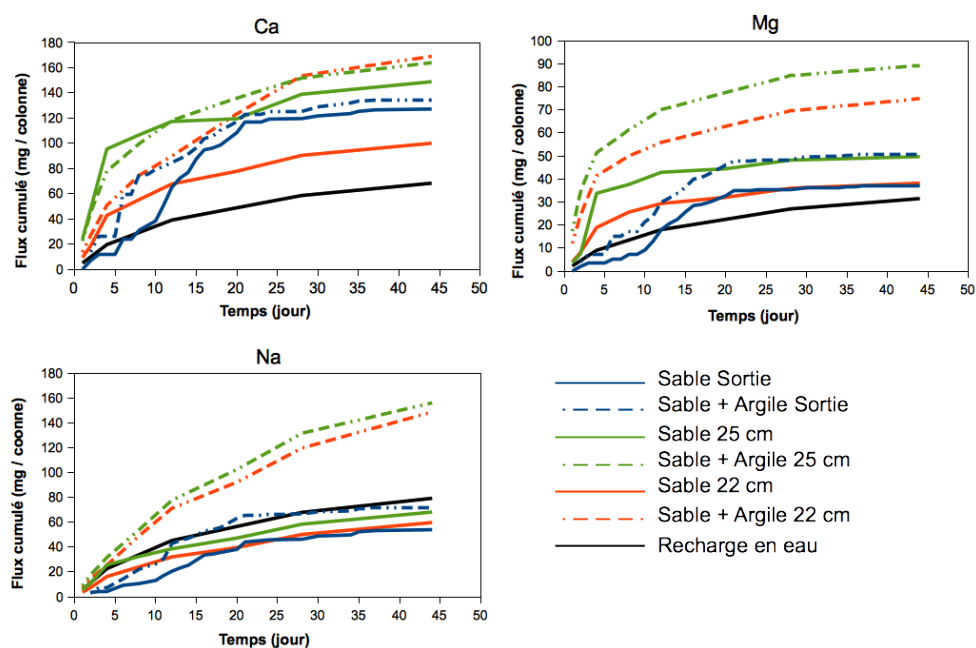 Ca
Flux cumulé (mg / colonne)
180
160
140
120
100
80
60
40
20
0
0 5 10 15 20 25 30 35 40 45 50
Temps (jour)
Mg
Flux cumulé (mg / colonne)
100
90
80
70
60
50
40
30
20
10
0
0 5 10 15 20 25 30 35 40 45 50
Temps (jour)
Na
Flux cumulé (mg / coonne)
180
160
140
120
100
80
60
40
20
0
0 5 10 15 20 25 30 35 40 45 50
Temps (jour)
Sable Sortie
Sable + Argile Sortie
Sable 25 cm
Sable + Argile 25 cm
Sable 22 cm
Sable + Argile 22 cm
Recharge en eau